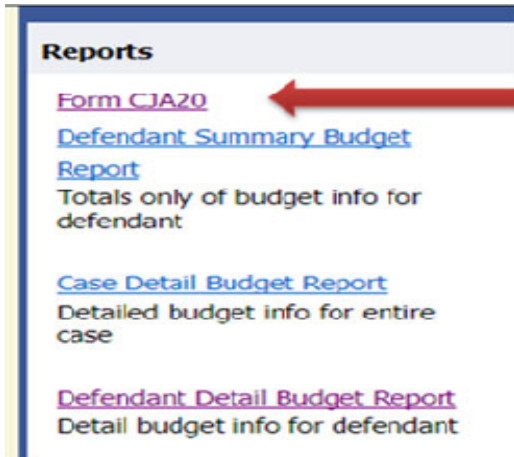 Reports
Form CJA20
Defendant Summary Budget
Report
Totals only of budget info for
defendant
Case Detail Budget Report
Detailed budget info for entire
case
Defendant Detail Budget Report
Detail budget info for defendant